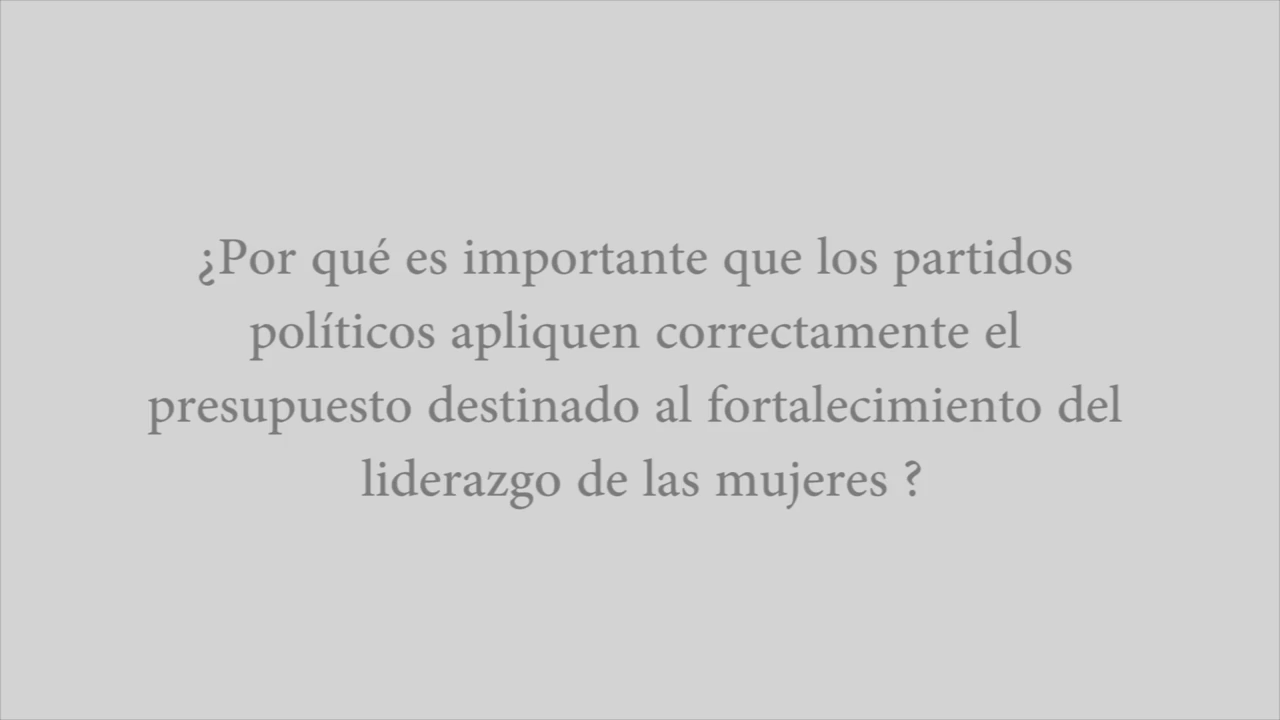 ¿Por qué es importante que los partidos
políticos apliquen correctamente el
presupuesto destinado al fortalecimiento del
liderazgo de las mujeres ?